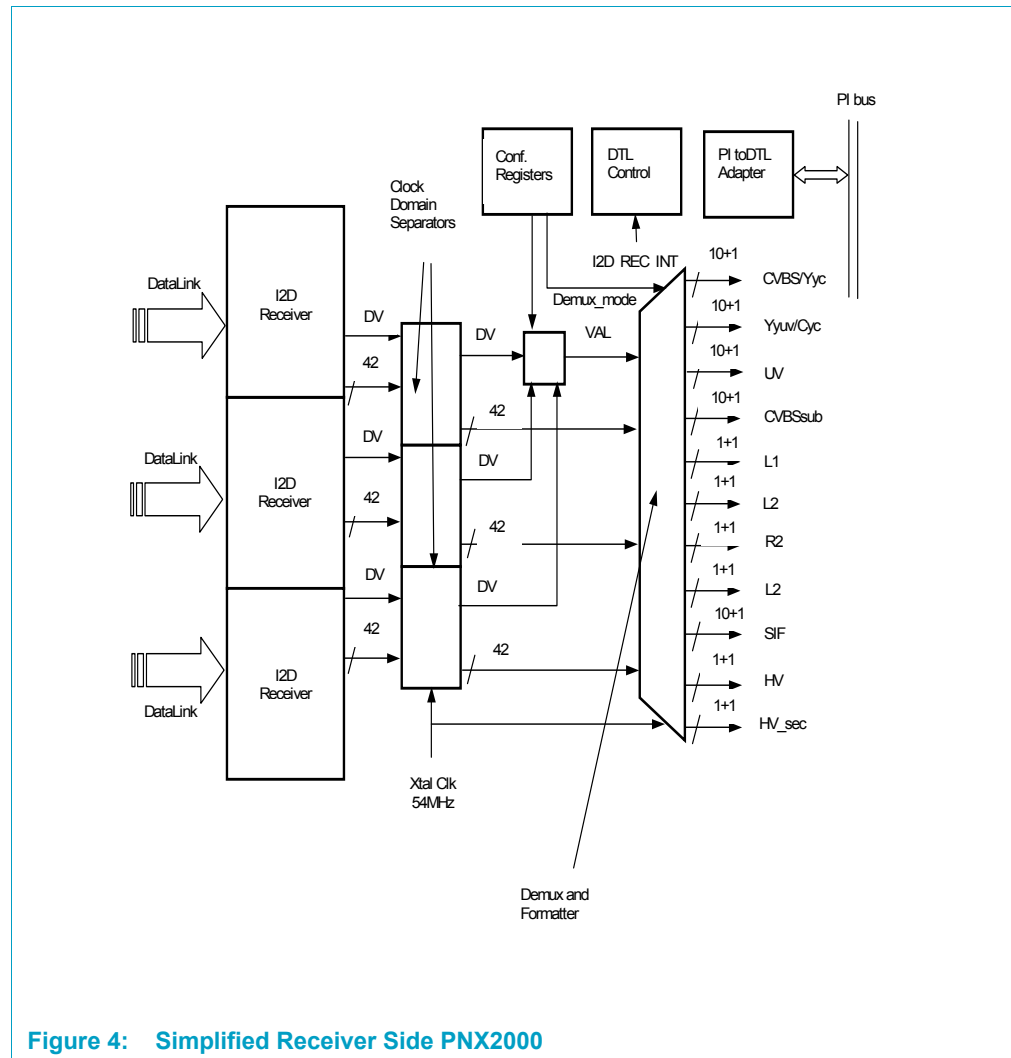 PI bus
Conf.
Registers
DTL
Control
PI toDTL
Adapter
Clock
Domain
Separators
I2D REC INT
Demux_mode
DataLink
I2D
Receiver
DV
42
DV
42
DV
VAL
10+1
CVBS/Yyc
10+1
Yyuv/Cyc
10+1
UV
10+1
CVBSsub
DataLink
I2D
Receiver
DV
42
DV
42
1+1
L1
1+1
L2
1+1
R2
1+1
L2
DataLink
I2D
Receiver
DV
42
10+1
SIF
1+1
HV
1+1
HV_sec
Xtal Clk
54MHz
Demux and
Formatter
Figure 4: Simplified Receiver Side PNX2000